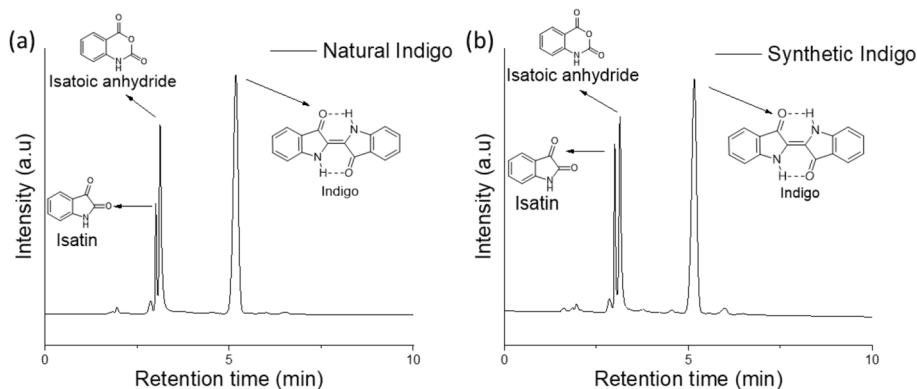 (a)
Natural Indigo
O
O
O
N
H
Isatoic anhydride
O
H
N
N
H
O
Indigo
O
O
N
H
Isatin
Intensity (a.u)
0
5
10
Retention time (min)
(b)
Synthetic Indigo
O
O
O
N
H
Isatoic anhydride
O
H
N
N
H
O
Indigo
O
O
NH
Isatin
Intensity (a.u)
0
5
10
Retention time (min)